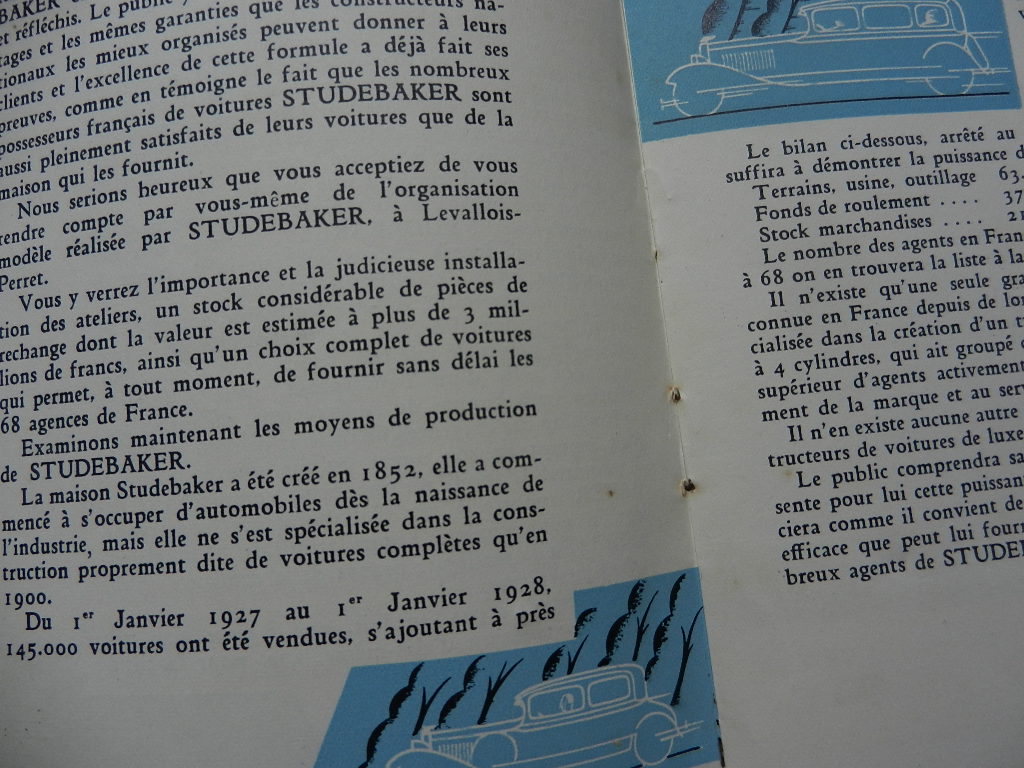 BAKER
et réfléchis. Le public que les constructeurs na-
tages et les mêmes garanties
tionaux les mieux organisés peuvent donner à leurs
clients et l'excellence de cette formule a déjà fait ses
preuves, comme en témoigne le fait que les nombreux
possesseurs français de voitures STUDEBAKER sont
aussi pleinement satisfaits de leurs voitures que de la
maison qui les fournit.
Nous serions heureux que vous acceptiez de vous
rendre compte par vous-même de l'organisation
modèle réalisée par STUDEBAKER, à Levallois-
Perret.
Vous y verrez l'importance et la judicieuse installa-
tion des ateliers, un stock considérable de pièces de
rechange dont la valeur est estimée à plus de 3 mil-
lions de francs, ainsi qu'un choix complet de voitures
qui permet, à tout moment, de fournir sans délai les
68 agences de France.
Examinons maintenant les moyens de production
de STUDEBAKER.
La maison Studebaker a été créé en 1852, elle a com-
mencé à s'occuper d'automobiles dès la naissance de
l'industrie, mais elle ne s'est spécialisée dans la cons-
truction proprement dite de voitures complètes qu'en
1900.
Du 1er Janvier 1927 au 1er Janvier 1928,
145.000 voitures ont été vendues, s'ajoutant à près
Le bilan ci-dessous, arrêté au
suffira à démontrer la puissance
Terrains, usine, outillage 63.
Fonds de roulement .... 37
Stock marchandises .... 21
Le nombre des agents en Franc
à 68 on en trouvera la liste à la
Il n'existe qu'une seule gra
connue en France depuis de lon
cialisée dans la création d'un t
à 4 cylindres, qui ait groupé
supérieur d'agents activement
ment de la marque et au ser
Il n'en existe aucune autre
tructeurs de voitures de luxe
Le public comprendra sa
sente pour lui cette puissan
ciera comme il convient de
efficace que peut lui fourn
breux agents de STUDEB